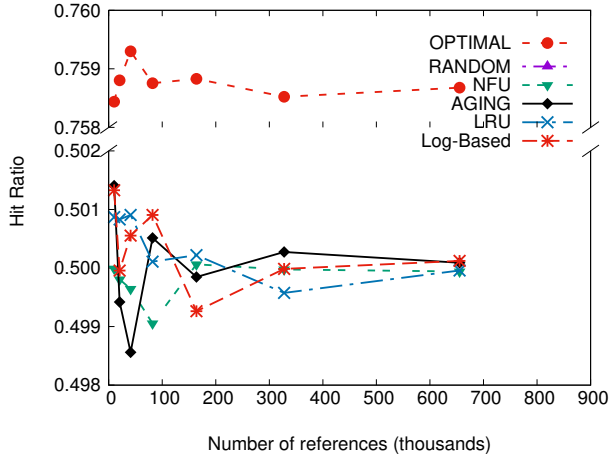 0.760
OPTIMAL
RANDOM
0.759
NFU
AGING
0.758
LRU
0.502
Log-Based
Hit Ratio
0.501
0.500
0.499
0.498
0 100 200 300 400 500 600 700 800 900
Number of references (thousands)